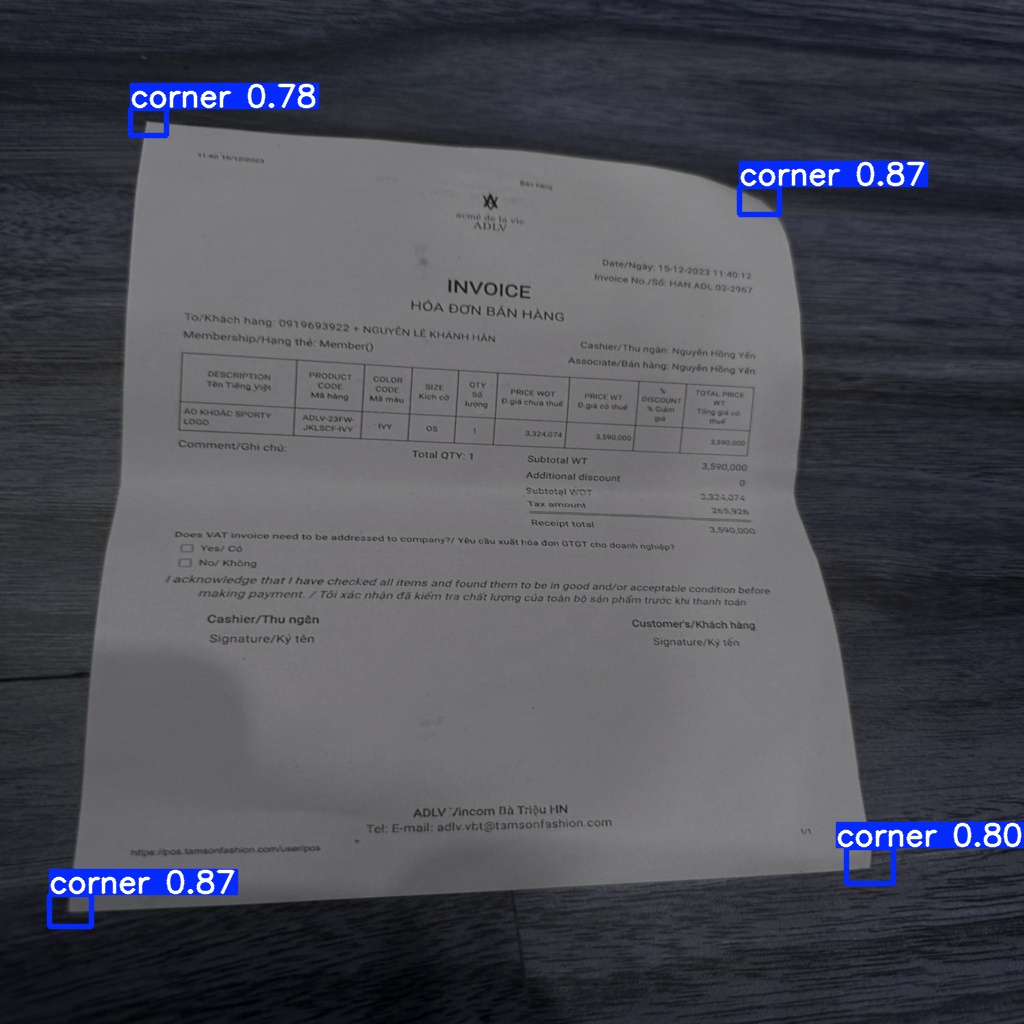 corner 0.78
corner 0.87
11:40 15/12/2023
Bán hàng
acmé de la vie
ADLV
Date/Ngày: 15-12-2023 11:40:12
Invoice No./Số: HAN.ADL.02-2967
INVOICE
HÓA ĐƠN BÁN HÀNG
To/Khách hàng: 0919693922 + NGUYỄN LÊ KHÁNH HÂN
Membership/Hạng thẻ: Member()
Cashier/Thu ngân: Nguyễn Hồng Yến
Associate/Bán hàng: Nguyễn Hồng Yến
DESCRIPTION Tên Tiếng Việt PRODUCT CODE Mã hàng COLOR CODE Mã màu SIZE Kích cỡ QTY Số lượng PRICE WOT Đ.giá chưa thuế PRICE WT Đ.giá có thuế % DISCOUNT % Giảm giá TOTAL PRICE WT Tổng giá có thuế
ÁO KHOÁC SPORTY LOGO ADLV-23FW-JKLSCF-IVY IVY OS 1 3,324,074 3,590,000 3,590,000
Comment/Ghi chú:
Total QTY: 1
Subtotal WT 3,590,000
Additional discount 0
Subtotal WOT 3,324,074
Tax amount 265,926
Receipt total 3,590,000
Does VAT invoice need to be addressed to company?/ Yêu cầu xuất hóa đơn GTGT cho doanh nghiệp?
Yes/ Có
No/ Không
I acknowledge that I have checked all items and found them to be in good and/or acceptable condition before
making payment. / Tôi xác nhận đã kiểm tra chất lượng của toàn bộ sản phẩm trước khi thanh toán
Cashier/Thu ngân Customer's/Khách hàng
Signature/Ký tên Signature/Ký tên
ADLV Vincom Bà Triệu HN
Tel: E-mail: adlv.vbt@tamsonfashion.com
1/1
https://pos.tamsonfashion.com/user/pos
corner 0.80
corner 0.87